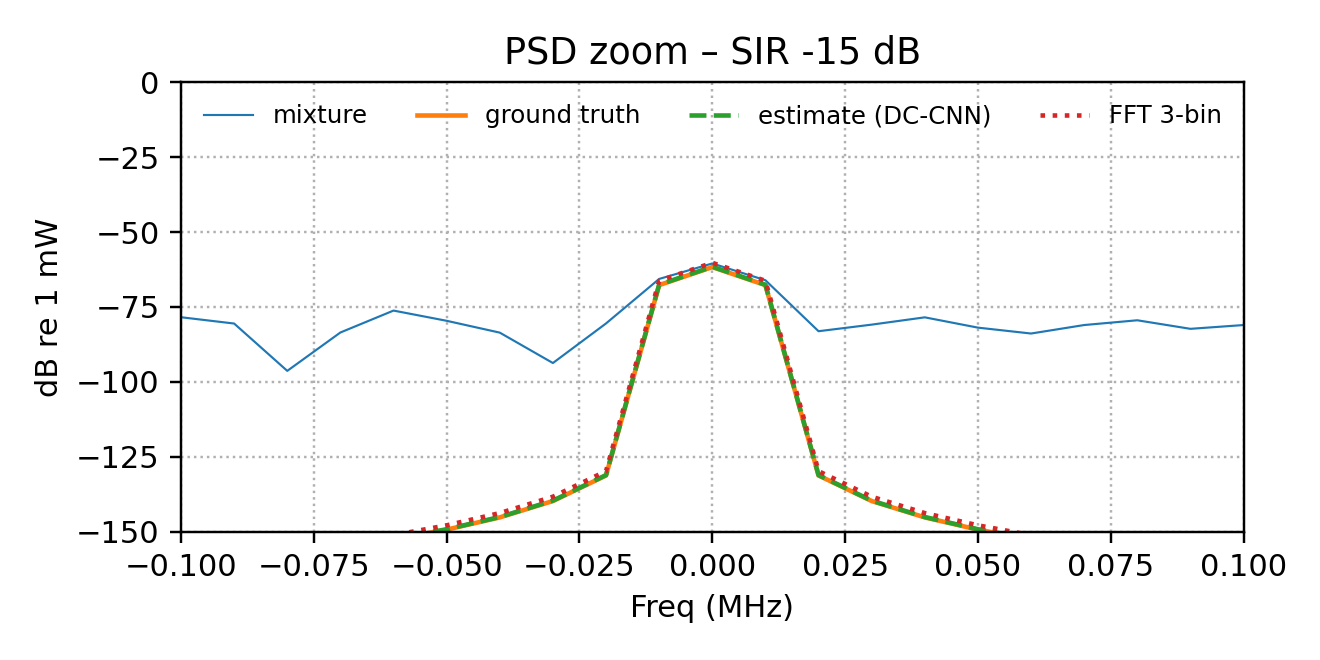 PSD zoom – SIR -15 dB
mixture ground truth estimate (DC-CNN) FFT 3-bin
0
−25
−50
−75
−100
−125
−150
dB re 1 mW
−0.100 −0.075 −0.050 −0.025 0.000 0.025 0.050 0.075 0.100
Freq (MHz)